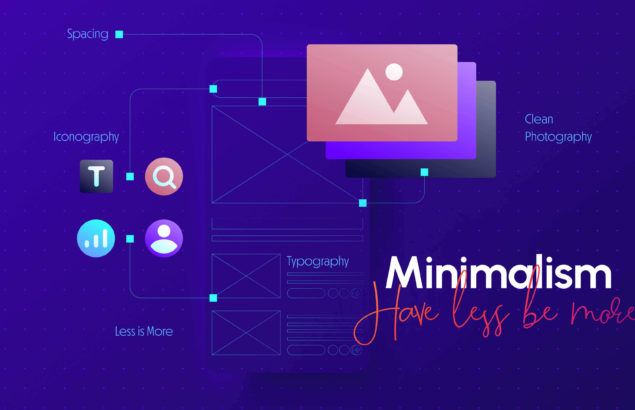 Spacing
Iconography
Clean
Photography
T
Typography
Minimalism
Have less be more
Less is More